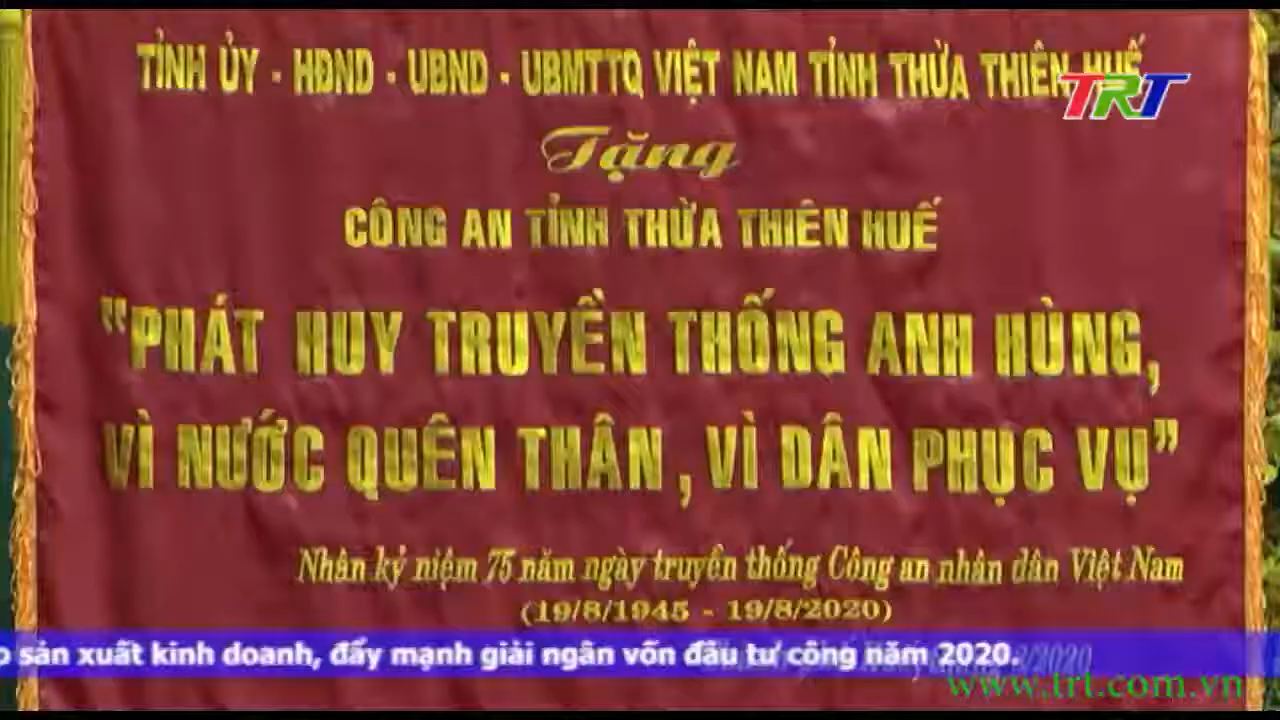 TỈNH ỦY - HĐND - UBND - UBMTTQ VIỆT NAM TỈNH THỪA THIÊN HUẾ
TRT
Tặng
CÔNG AN TỈNH THỪA THIÊN HUẾ
“PHÁT HUY TRUYỀN THỐNG ANH HÙNG,
VÌ NƯỚC QUÊN THÂN, VÌ DÂN PHỤC VỤ”
Nhân kỷ niệm 75 năm ngày truyền thống Công an nhân dân Việt Nam
(19/8/1945 - 19/8/2020)
sản xuất kinh doanh, đẩy mạnh giải ngân vốn đầu tư công năm 2020.
www.trt.com.vn